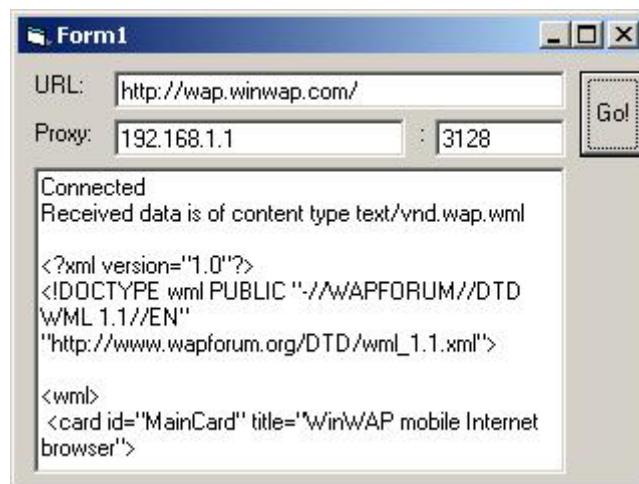 Form1
URL: http://wap.winwap.com/
Go!
Proxy: 192.168.1.1 : 3128
Connected
Received data is of content type text/vnd.wap.wml
<?xml version="1.0"?>
<!DOCTYPE wml PUBLIC "-//WAPFORUM//DTD
WML 1.1//EN"
"http://www.wapforum.org/DTD/wml_1.1.xml">
<wml>
<card id="MainCard" title="WinWAP mobile Internet
browser">